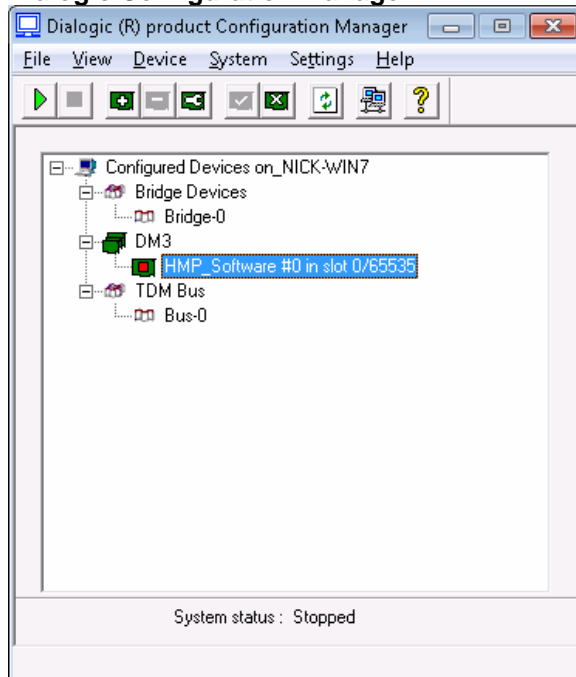 Dialogic (R) product Configuration Manager
File View Device System Settings Help
Configured Devices on_NICK-WIN7
Bridge Devices
Bridge-0
DM3
HMP_Software #0 in slot 0/65535
TDM Bus
Bus-0
System status : Stopped